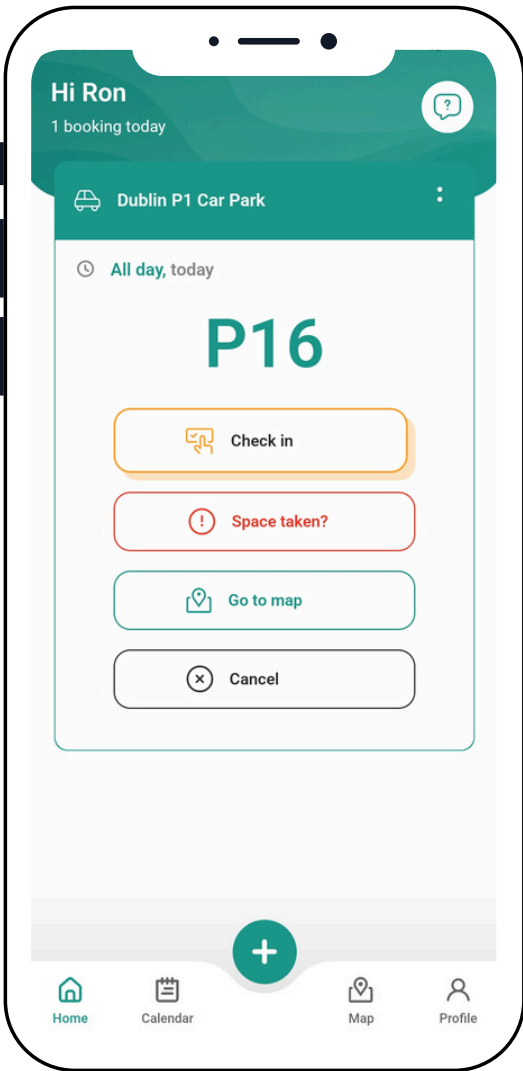 Hi Ron
1 booking today
?
Dublin P1 Car Park
All day, today
P16
Check in
! Space taken?
Go to map
Cancel
+
Home Calendar Map Profile